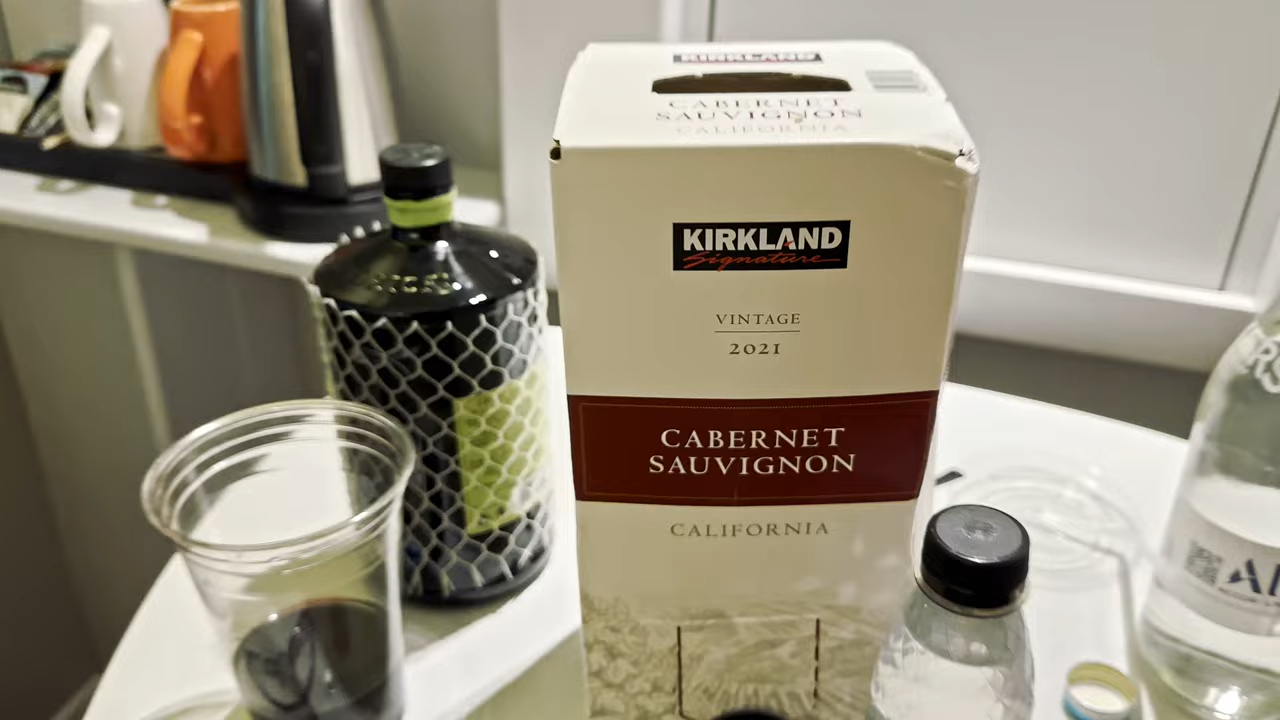 KIRKLAND
CABERNET
SAUVIGNON
CALIFORNIA
KIRKLAND
Signature
VINTAGE
2021
CABERNET
SAUVIGNON
CALIFORNIA